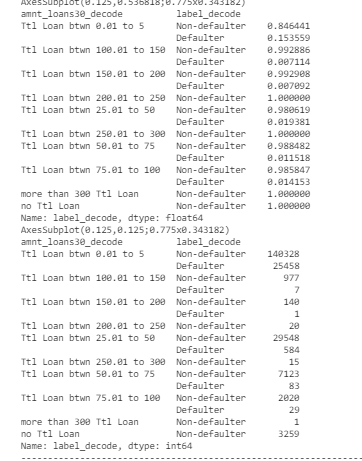 AxesSubplot(0.125,0.536818;0.775x0.343182)
amnt_loans30_decode        label_decode
Ttl Loan btwn 0.01 to 5    Non-defaulter    0.846441
Defaulter    0.153559
Ttl Loan btwn 100.01 to 150  Non-defaulter    0.992886
Defaulter    0.007114
Ttl Loan btwn 150.01 to 200  Non-defaulter    0.992908
Defaulter    0.007092
Ttl Loan btwn 200.01 to 250  Non-defaulter    1.000000
Ttl Loan btwn 25.01 to 50  Non-defaulter    0.980619
Defaulter    0.019381
Ttl Loan btwn 250.01 to 300  Non-defaulter    1.000000
Ttl Loan btwn 50.01 to 75  Non-defaulter    0.988482
Defaulter    0.011518
Ttl Loan btwn 75.01 to 100  Non-defaulter    0.985847
Defaulter    0.014153
more than 300 Ttl Loan    Non-defaulter    1.000000
no Ttl Loan    Non-defaulter    1.000000
Name: label_decode, dtype: float64
AxesSubplot(0.125,0.125;0.775x0.343182)
amnt_loans30_decode        label_decode
Ttl Loan btwn 0.01 to 5    Non-defaulter    140328
Defaulter    25458
Ttl Loan btwn 100.01 to 150  Non-defaulter    977
Defaulter    7
Ttl Loan btwn 150.01 to 200  Non-defaulter    140
Defaulter    1
Ttl Loan btwn 200.01 to 250  Non-defaulter    20
Ttl Loan btwn 25.01 to 50  Non-defaulter    29548
Defaulter    584
Ttl Loan btwn 250.01 to 300  Non-defaulter    15
Ttl Loan btwn 50.01 to 75  Non-defaulter    7123
Defaulter    83
Ttl Loan btwn 75.01 to 100  Non-defaulter    2020
Defaulter    29
more than 300 Ttl Loan    Non-defaulter    1
no Ttl Loan    Non-defaulter    3259
Name: label_decode, dtype: int64
------------------------------------------------------------------------